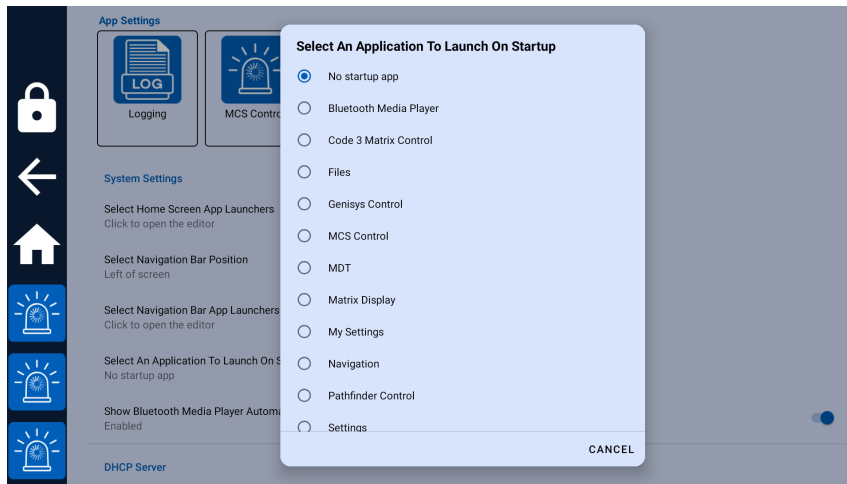 App Settings
LOG
Logging
MCS Contro
System Settings
Select Home Screen App Launchers
Click to open the editor
Select Navigation Bar Position
Left of screen
Select Navigation Bar App Launchers
Click to open the editor
Select An Application To Launch On S
No startup app
Show Bluetooth Media Player Automa
Enabled
DHCP Server
Select An Application To Launch On Startup
No startup app
Bluetooth Media Player
Code 3 Matrix Control
Files
Genisys Control
MCS Control
MDT
Matrix Display
My Settings
Navigation
Pathfinder Control
Settings
CANCEL